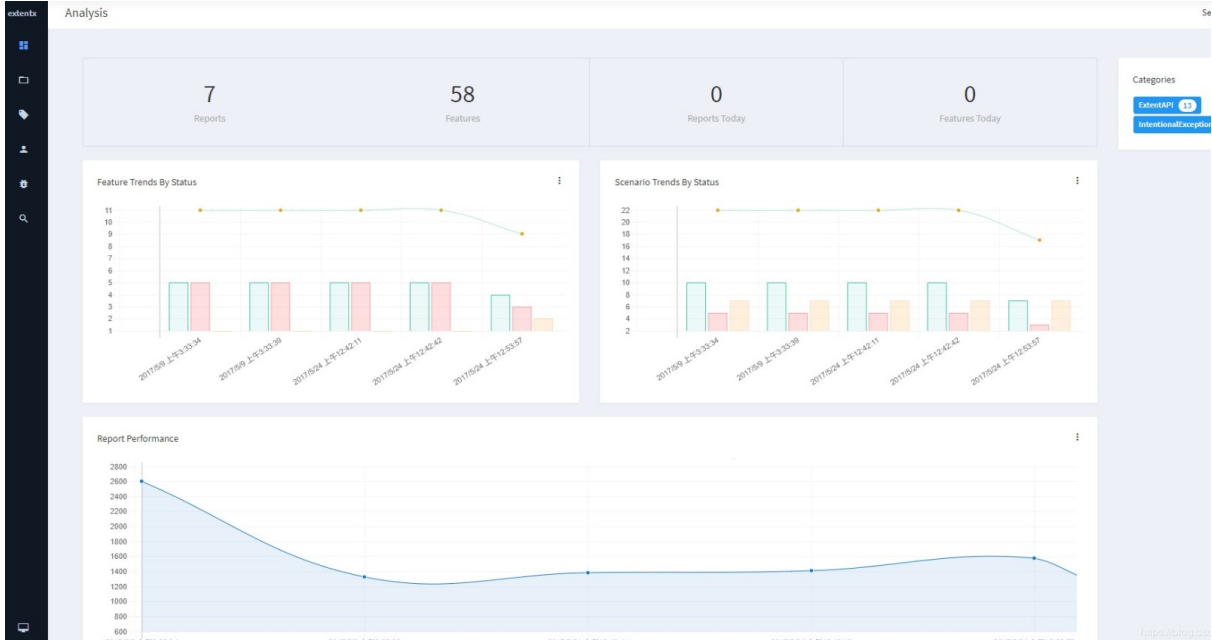 extentx
Analysis
Se
7
Reports
58
Features
0
Reports Today
0
Features Today
Categories
ExtentAPI 13
IntentionalException
Feature Trends By Status
11
10
9
8
7
6
5
4
3
2
1
2017/5/9 上午3:33:34
2017/5/9 上午3:33:39
2017/5/24 上午12:42:11
2017/5/24 上午12:42:42
2017/5/24 上午12:53:57
Scenario Trends By Status
22
20
18
16
14
12
10
8
6
4
2
2017/5/9 上午3:33:34
2017/5/9 上午3:33:39
2017/5/24 上午12:42:11
2017/5/24 上午12:42:42
2017/5/24 上午12:53:57
Report Performance
2800
2600
2400
2200
2000
1800
1600
1400
1200
1000
800
600